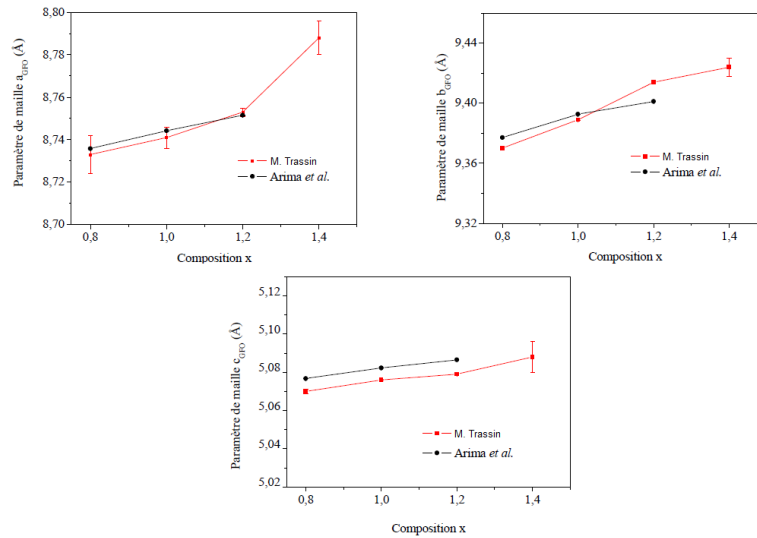 8,80
8,78
8,76
8,74
8,72
8,70
Paramètre de maille a_GFO (Å)
M. Trassin
Arima et al.
0,8 1,0 1,2 1,4
Composition x
9,44
9,40
9,36
9,32
Paramètre de maille b_GFO (Å)
M. Trassin
Arima et al.
0,8 1,0 1,2 1,4
Composition x
5,12
5,10
5,08
5,06
5,04
5,02
Paramètre de maille c_GFO (Å)
M. Trassin
Arima et al.
0,8 1,0 1,2 1,4
Composition x